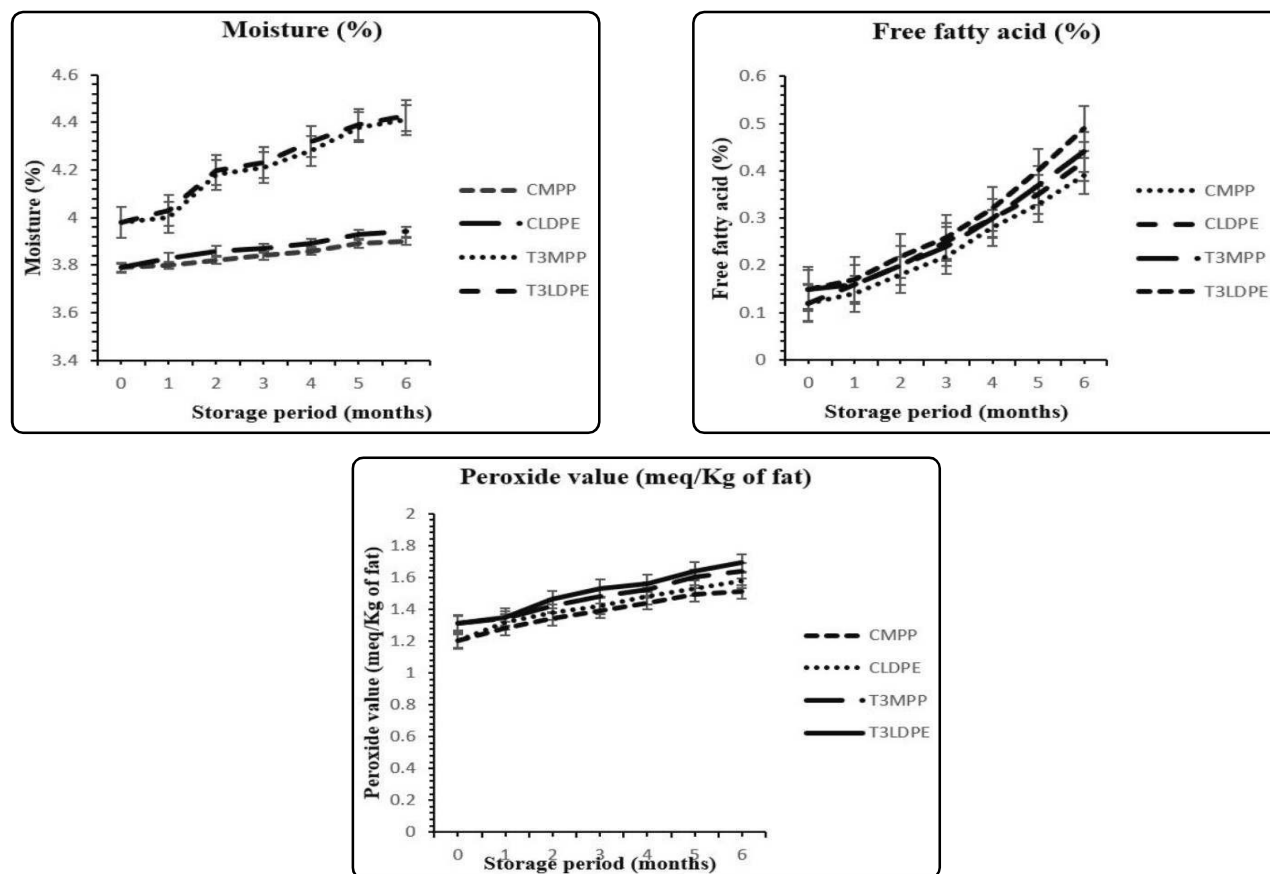 Moisture (%)
Moisture (%)
4.6
4.4
4.2
4
3.8
3.6
3.4
0 1 2 3 4 5 6
Storage period (months)
CMPP
CLDPE
T3MPP
T3LDPE
Free fatty acid (%)
Free fatty acid (%)
0.6
0.5
0.4
0.3
0.2
0.1
0
0 1 2 3 4 5 6
Storage period (months)
CMPP
CLDPE
T3MPP
T3LDPE
Peroxide value (meq/Kg of fat)
Peroxide value (meq/Kg of fat)
2
1.8
1.6
1.4
1.2
1
0.8
0.6
0.4
0.2
0
0 1 2 3 4 5 6
Storage period (months)
CMPP
CLDPE
T3MPP
T3LDPE